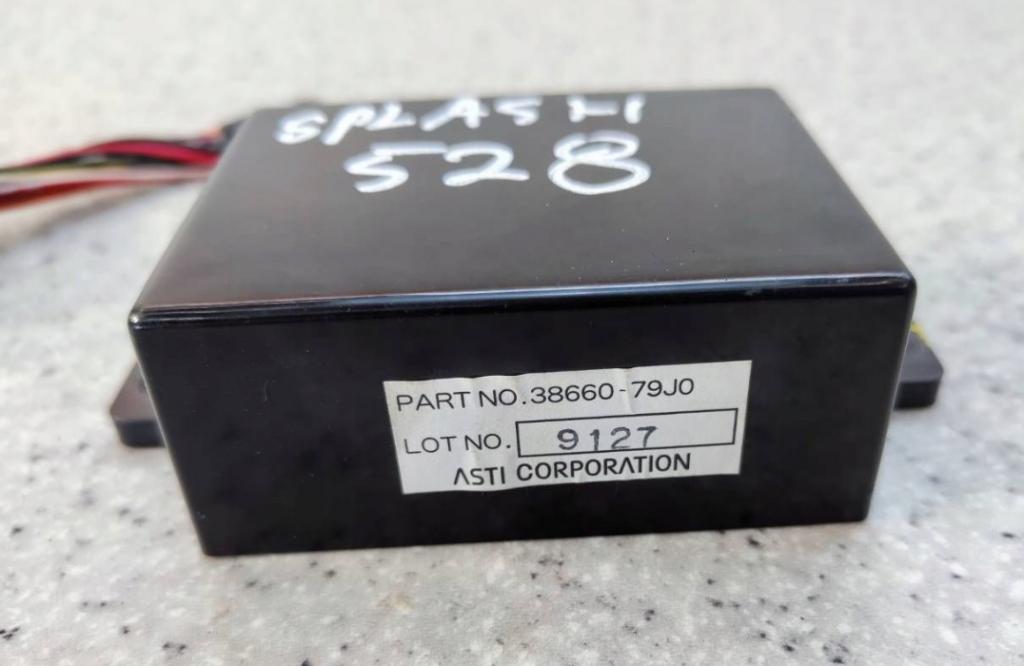 SPLASH
528
PART NO. 38660-79J0
LOT NO. 9127
ASTI CORPORATION